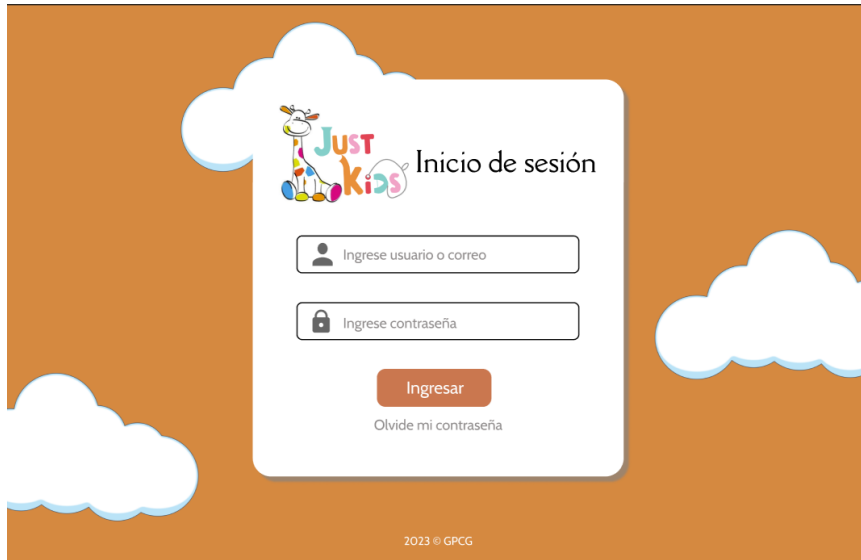 JUST
KiDS
Inicio de sesión
Ingrese usuario o correo
Ingrese contraseña
Ingresar
Olvide mi contraseña
2023 © GPCG